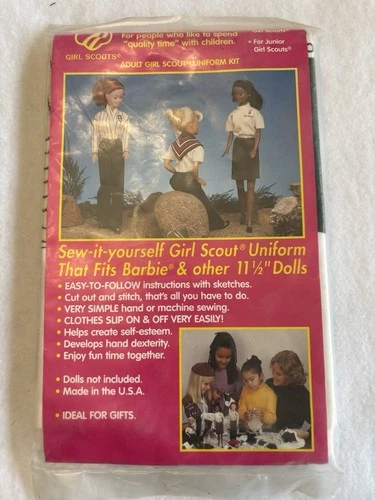 For people who like to spend
"quality time" with children.
• For Junior
Girl Scouts®
GIRL SCOUTS®
ADULT GIRL SCOUT® UNIFORM KIT
Sew-it-yourself Girl Scout® Uniform
That Fits Barbie® & other 11½" Dolls
• EASY-TO-FOLLOW instructions with sketches.
• Cut out and stitch, that's all you have to do.
• VERY SIMPLE hand or machine sewing.
• CLOTHES SLIP ON & OFF VERY EASILY!
• Helps create self-esteem.
• Develops hand dexterity.
• Enjoy fun time together.
• Dolls not included.
• Made in the U.S.A.
• IDEAL FOR GIFTS.